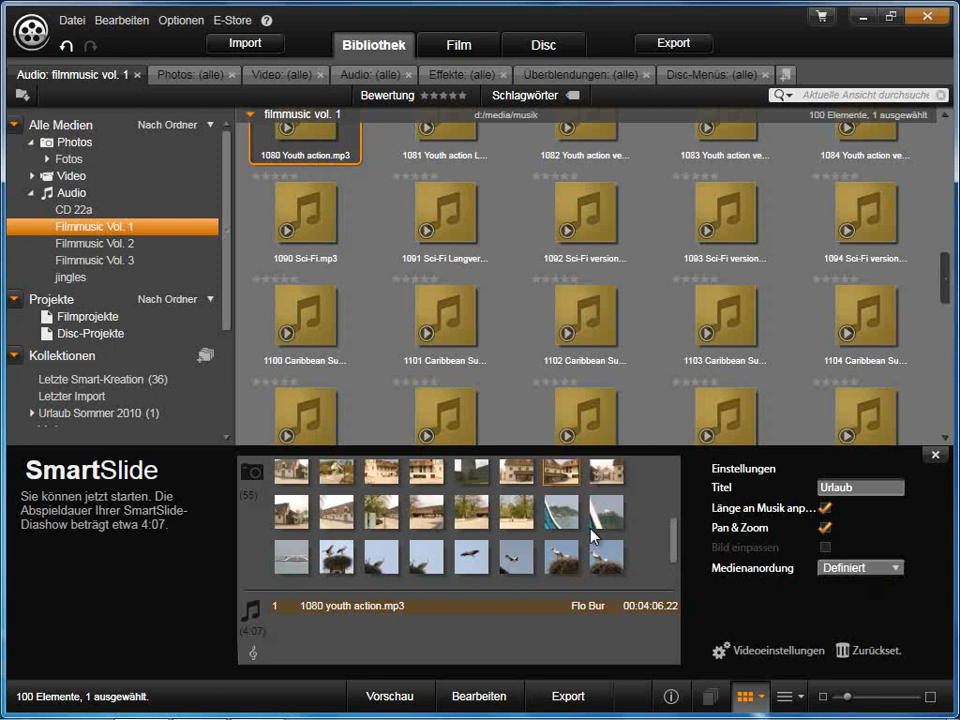 Datei Bearbeiten Optionen E-Store ?
Import Bibliothek Film Disc Export
Audio: filmmusic vol. 1 × Photos: (alle) × Video: (alle) × Audio: (alle) × Effekte: (alle) × Überblendungen: (alle) × Disc-Menüs: (alle) ×
Bewertung Schlagwörter Aktuelle Ansicht durchsuche
Alle Medien Nach Ordner
Photos
Fotos
Video
Audio
CD 22a
Filmmusic Vol. 1
Filmmusic Vol. 2
Filmmusic Vol. 3
jingles
Projekte Nach Ordner
Filmprojekte
Disc-Projekte
Kollektionen
Letzte Smart-Kreation (36)
Letzter Import
Urlaub Sommer 2010 (1)
filmmusic vol. 1 d:/media/musik 100 Elemente, 1 ausgewählt
1080 Youth action.mp3 1081 Youth action L... 1082 Youth action ve... 1083 Youth action ve... 1084 Youth action ve...
1090 Sci-Fi.mp3 1091 Sci-Fi Langver... 1092 Sci-Fi version... 1093 Sci-Fi version... 1094 Sci-Fi version...
1100 Caribbean Su... 1101 Caribbean Su... 1102 Caribbean Su... 1103 Caribbean Su... 1104 Caribbean Su...
SmartSlide
Sie können jetzt starten. Die
Abspieldauer Ihrer SmartSlide-
Diashow beträgt etwa 4:07.
(55)
1 1080 youth action.mp3 Flo Bur 00:04:06.22
(4:07)
Einstellungen
Titel Urlaub
Länge an Musik anp...
Pan & Zoom
Bild einpassen
Medienanordung Definiert
Videoeinstellungen Zurückset.
100 Elemente, 1 ausgewählt. Vorschau Bearbeiten Export